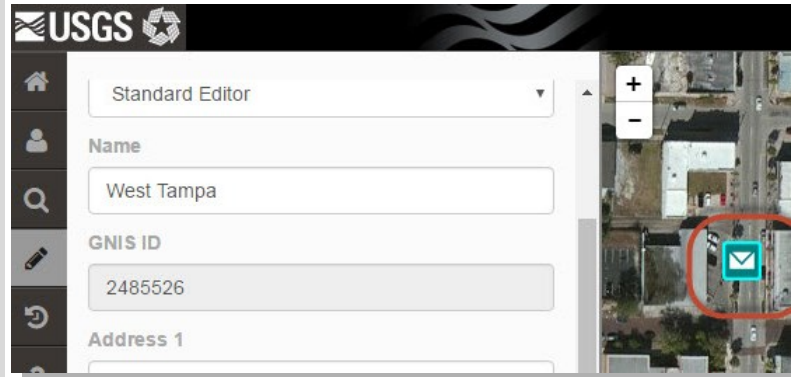 USGS
Standard Editor
Name
West Tampa
GNIS ID
2485526
Address 1
+
-